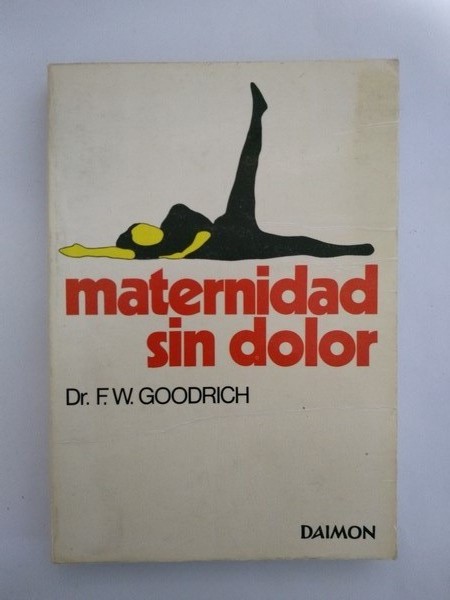 maternidad
sin dolor
Dr. F. W. GOODRICH
DAIMON